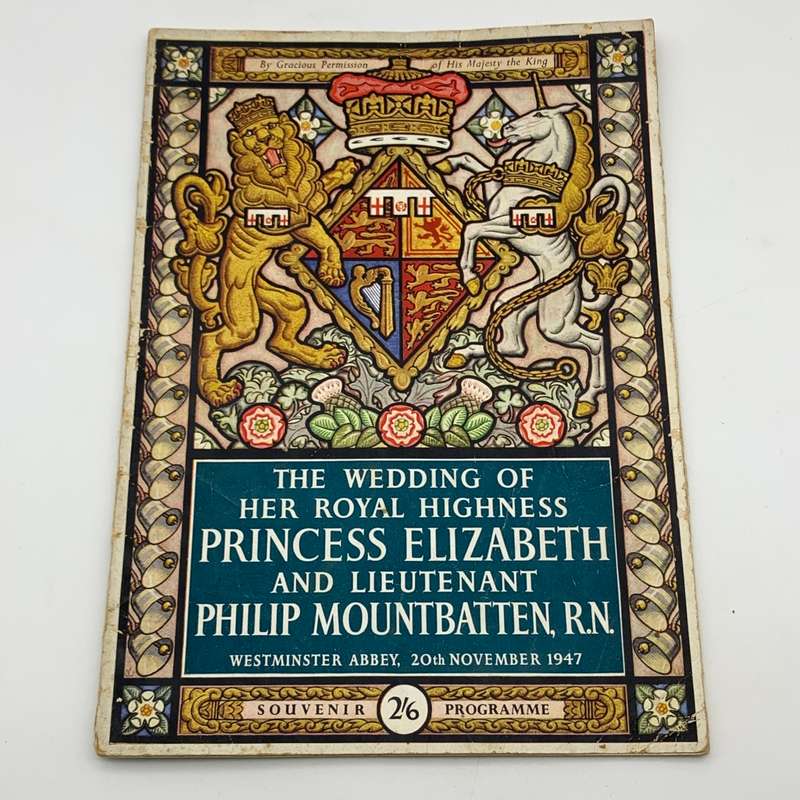 By Gracious Permission of His Majesty the King
THE WEDDING OF
HER ROYAL HIGHNESS
PRINCESS ELIZABETH
AND LIEUTENANT
PHILIP MOUNTBATTEN, R.N.
WESTMINSTER ABBEY, 20th NOVEMBER 1947
SOUVENIR 2/6 PROGRAMME